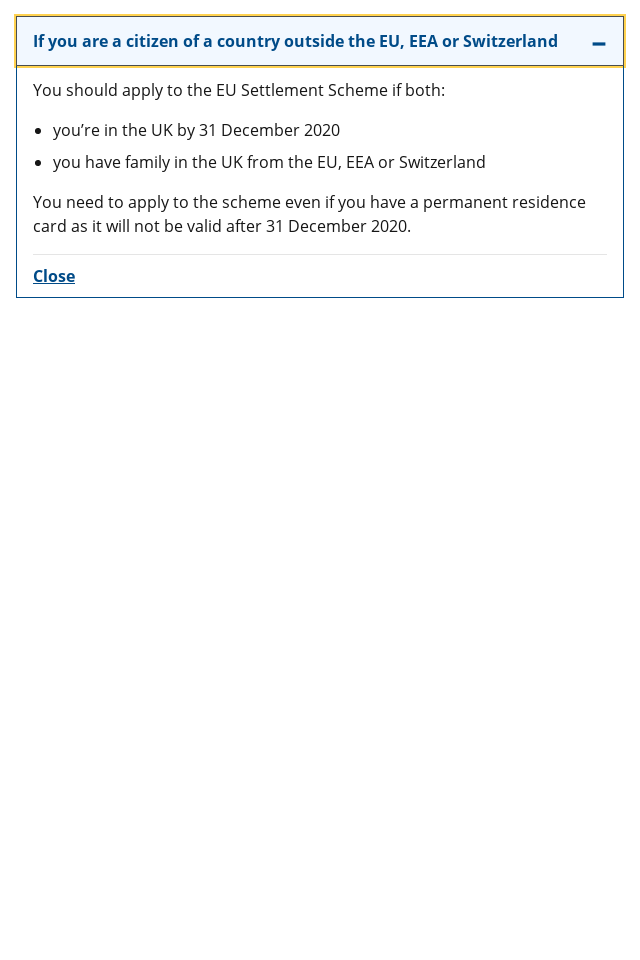 If you are a citizen of a country outside the EU, EEA or Switzerland
You should apply to the EU Settlement Scheme if both:
you’re in the UK by 31 December 2020
you have family in the UK from the EU, EEA or Switzerland
You need to apply to the scheme even if you have a permanent residence
card as it will not be valid after 31 December 2020.
Close